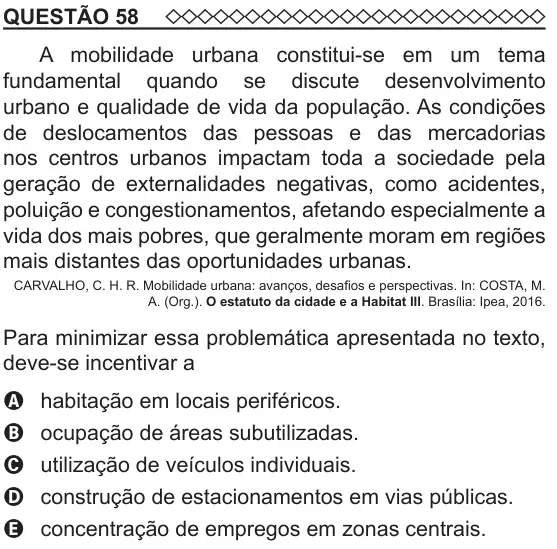 QUESTÃO 58
A mobilidade urbana constitui-se em um tema
fundamental quando se discute desenvolvimento
urbano e qualidade de vida da população. As condições
de deslocamentos das pessoas e das mercadorias
nos centros urbanos impactam toda a sociedade pela
geração de externalidades negativas, como acidentes,
poluição e congestionamentos, afetando especialmente a
vida dos mais pobres, que geralmente moram em regiões
mais distantes das oportunidades urbanas.
CARVALHO, C. H. R. Mobilidade urbana: avanços, desafios e perspectivas. In: COSTA, M.
A. (Org.). O estatuto da cidade e a Habitat III. Brasília: Ipea, 2016.
Para minimizar essa problemática apresentada no texto,
deve-se incentivar a
A habitação em locais periféricos.
B ocupação de áreas subutilizadas.
C utilização de veículos individuais.
D construção de estacionamentos em vias públicas.
E concentração de empregos em zonas centrais.